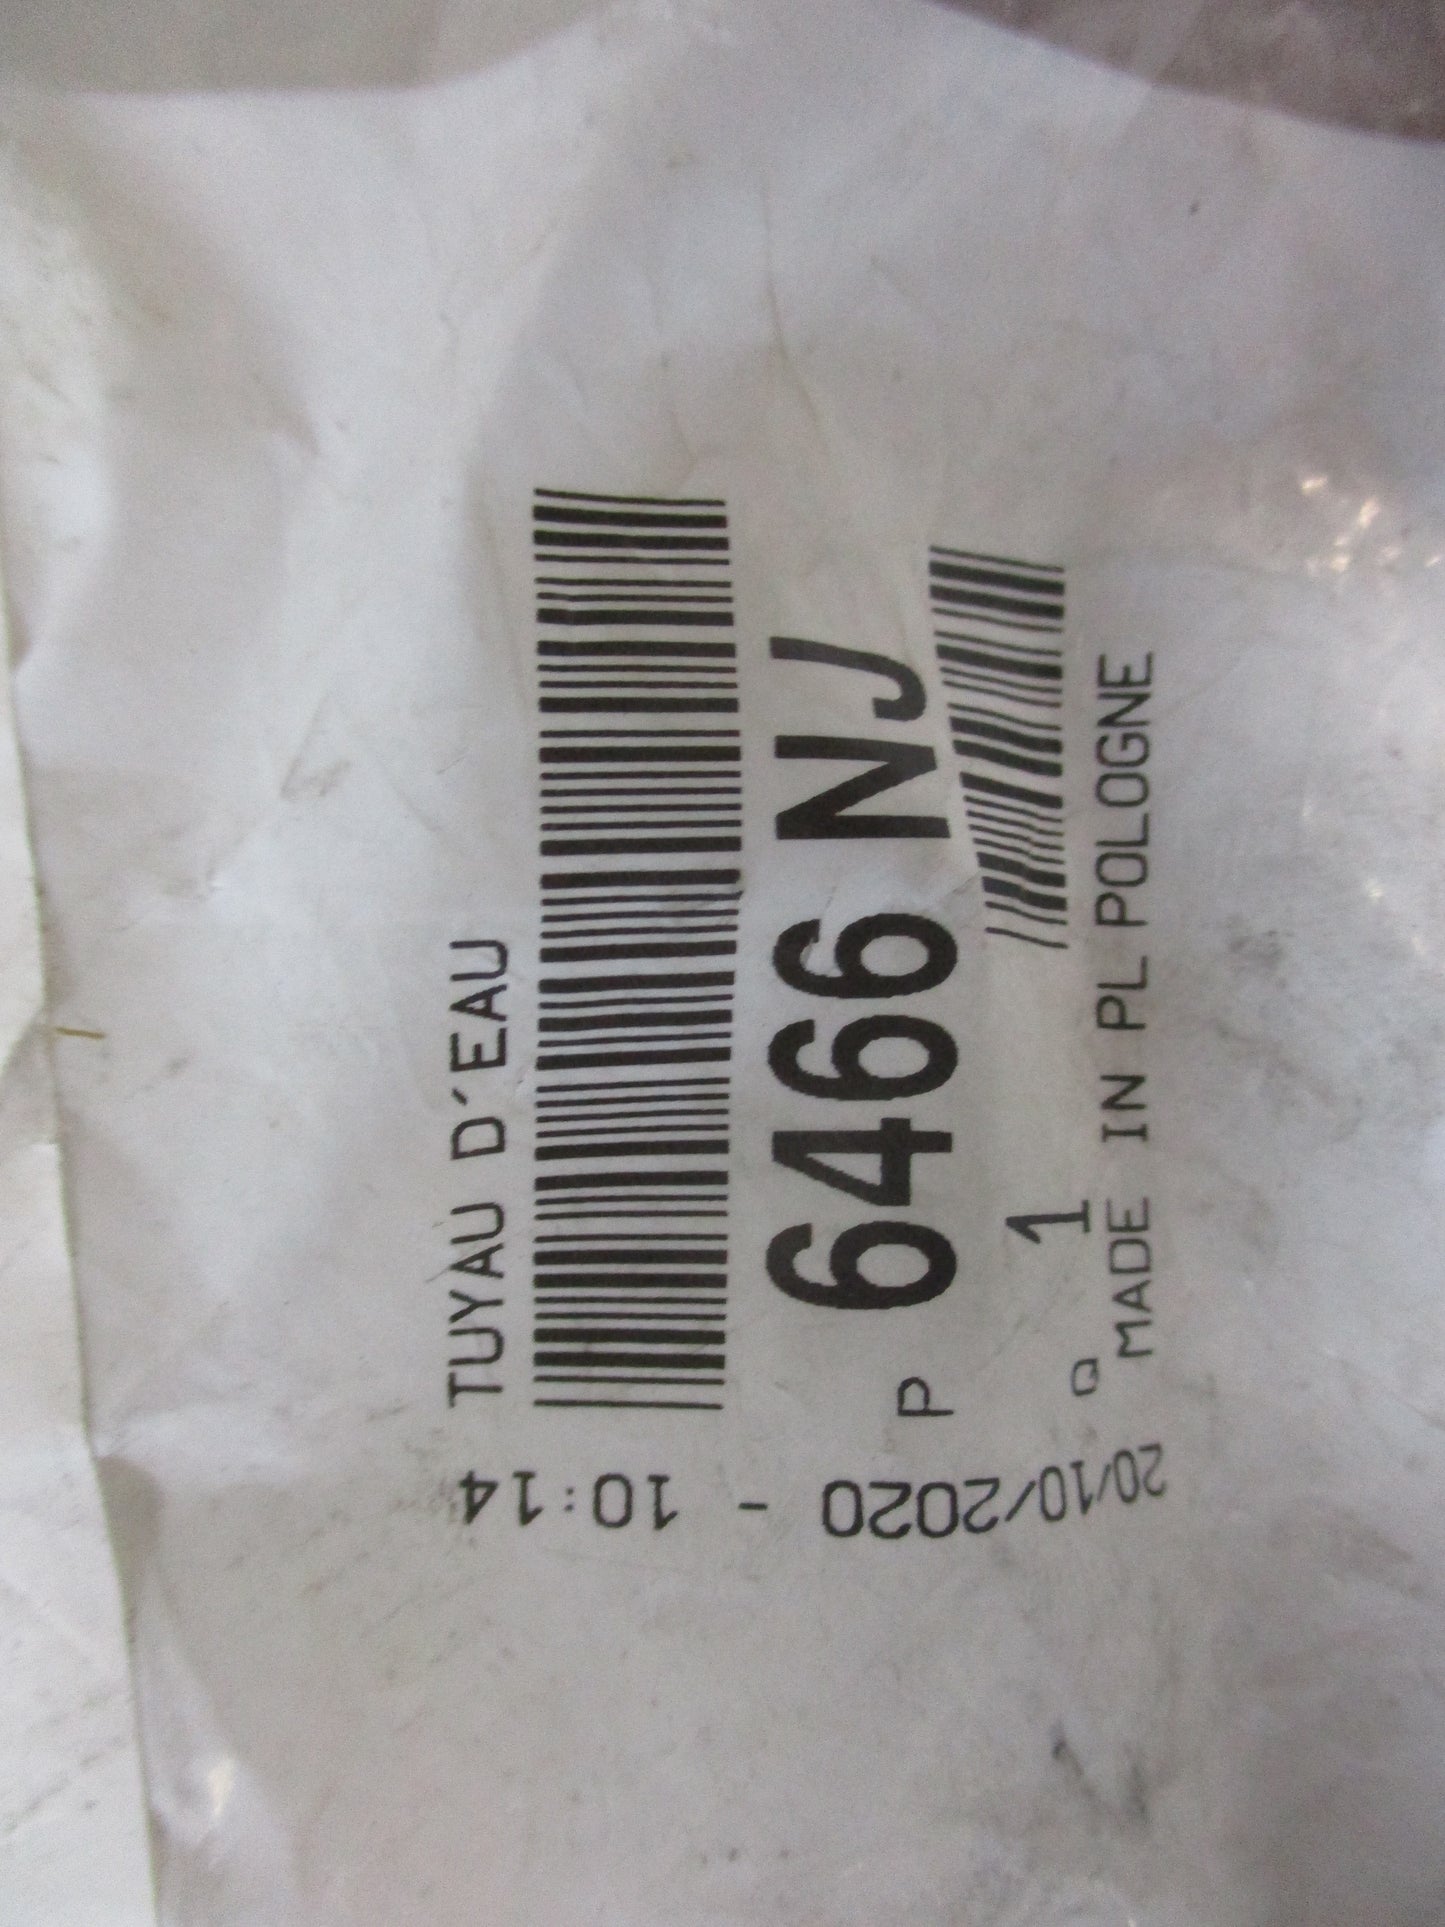 TUYAU D´EAU
P 6466 NJ
Q 1
MADE IN PL POLOGNE
20/10/2020 - 10:14